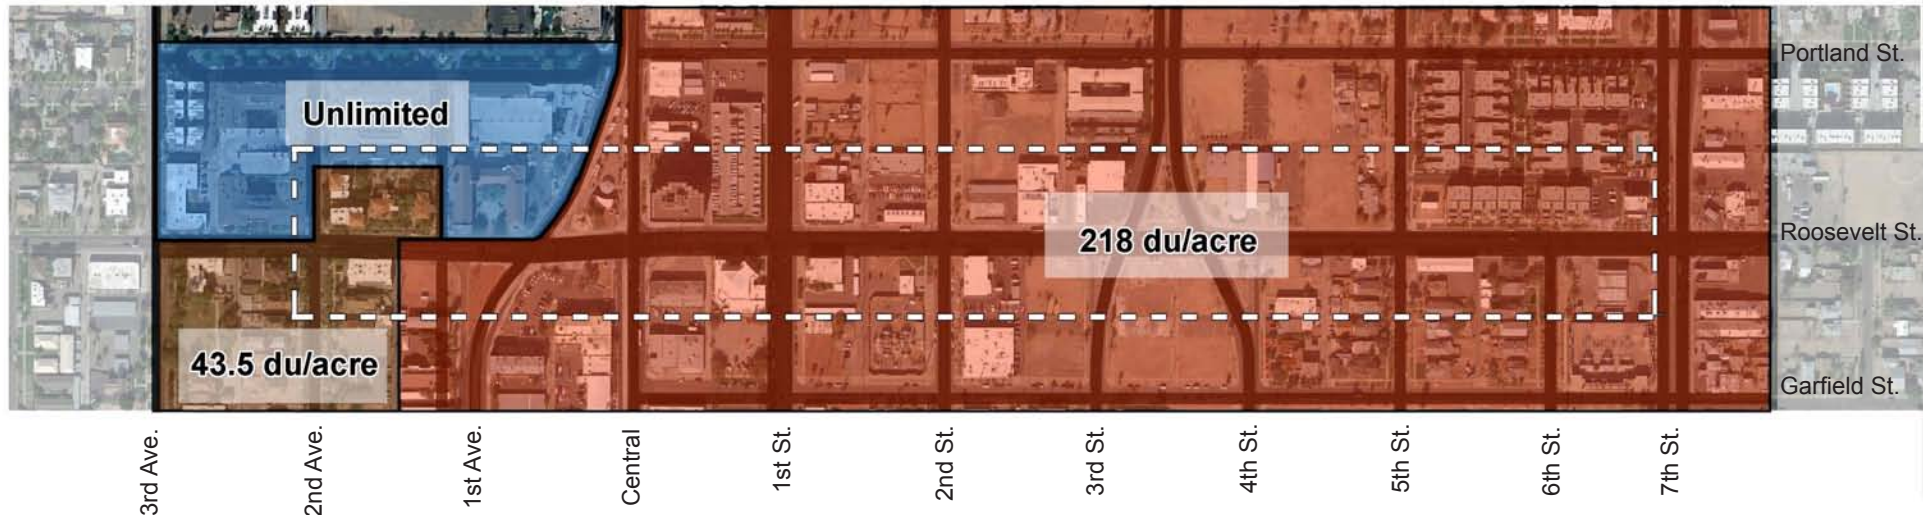 Portland St.
Unlimited
Roosevelt St.
218 du/acre
43.5 du/acre
Garfield St.
3rd Ave.
2nd Ave.
1st Ave.
Central
1st St.
2nd St.
3rd St.
4th St.
5th St.
6th St.
7th St.